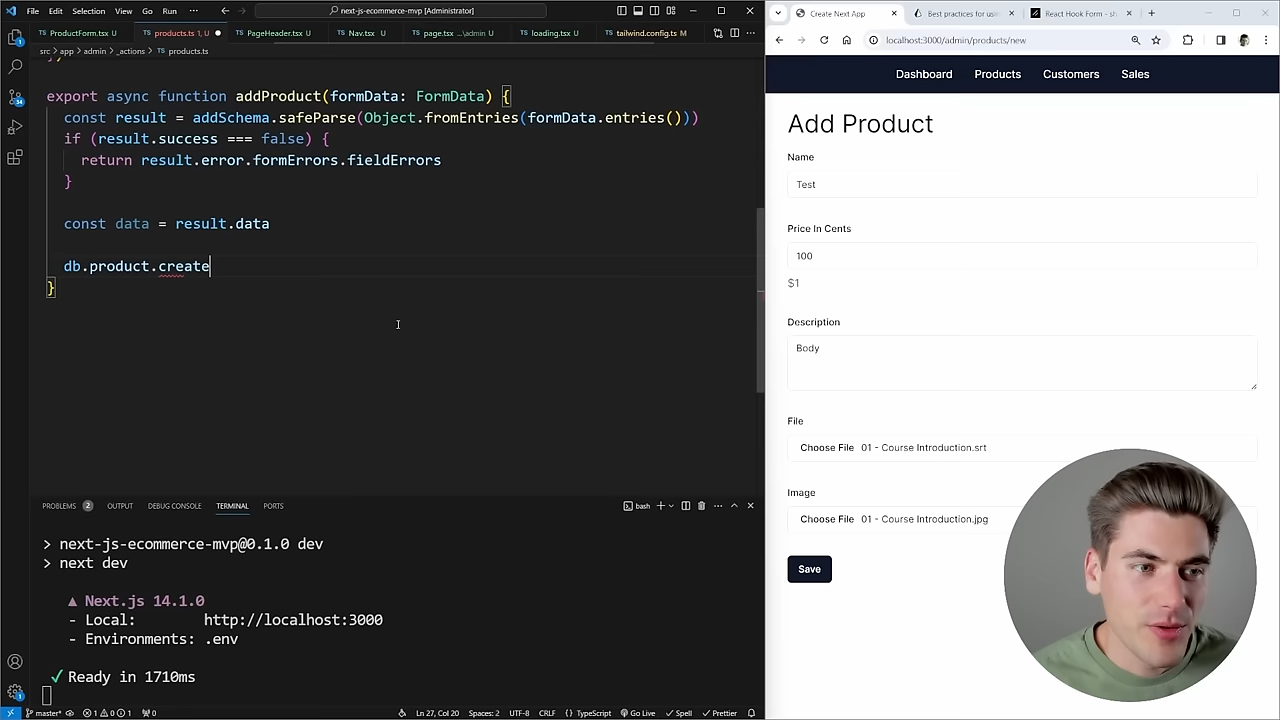 File Edit Selection View Go Run ··· next-js-ecommerce-mvp [Administrator]
ProductForm.tsx products.ts 1, U PageHeader.tsx Nav.tsx page.tsx ...\admin loading.tsx tailwind.config.ts M
src > app > admin > _actions > products.ts
export async function addProduct(formData: FormData) {
const result = addSchema.safeParse(Object.fromEntries(formData.entries()))
if (result.success === false) {
return result.error.formErrors.fieldErrors
}
const data = result.data
db.product.create
}
PROBLEMS 2 OUTPUT DEBUG CONSOLE TERMINAL PORTS bash
> next-js-ecommerce-mvp@0.1.0 dev
> next dev
▲ Next.js 14.1.0
- Local: http://localhost:3000
- Environments: .env
✓ Ready in 1710ms
master* 1 0 1 0 Ln 27, Col 20 Spaces: 2 UTF-8 CRLF {} TypeScript Go Live Spell Prettier
Create Next App Best practices for using React Hook Form - sh
localhost:3000/admin/products/new
Dashboard Products Customers Sales
Add Product
Name
Test
Price In Cents
100
$1
Description
Body
File
Choose File 01 - Course Introduction.srt
Image
Choose File 01 - Course Introduction.jpg
Save